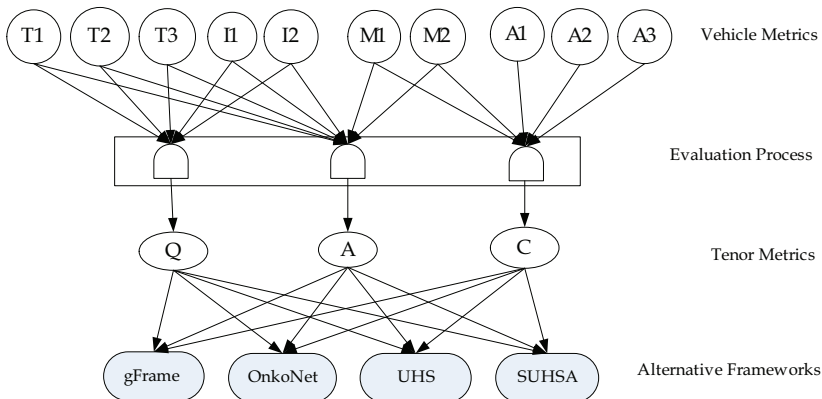 T1 T2 T3 I1 I2 M1 M2 A1 A2 A3 Vehicle Metrics
Evaluation Process
Q A C Tenor Metrics
gFrame OnkoNet UHS SUHSA Alternative Frameworks